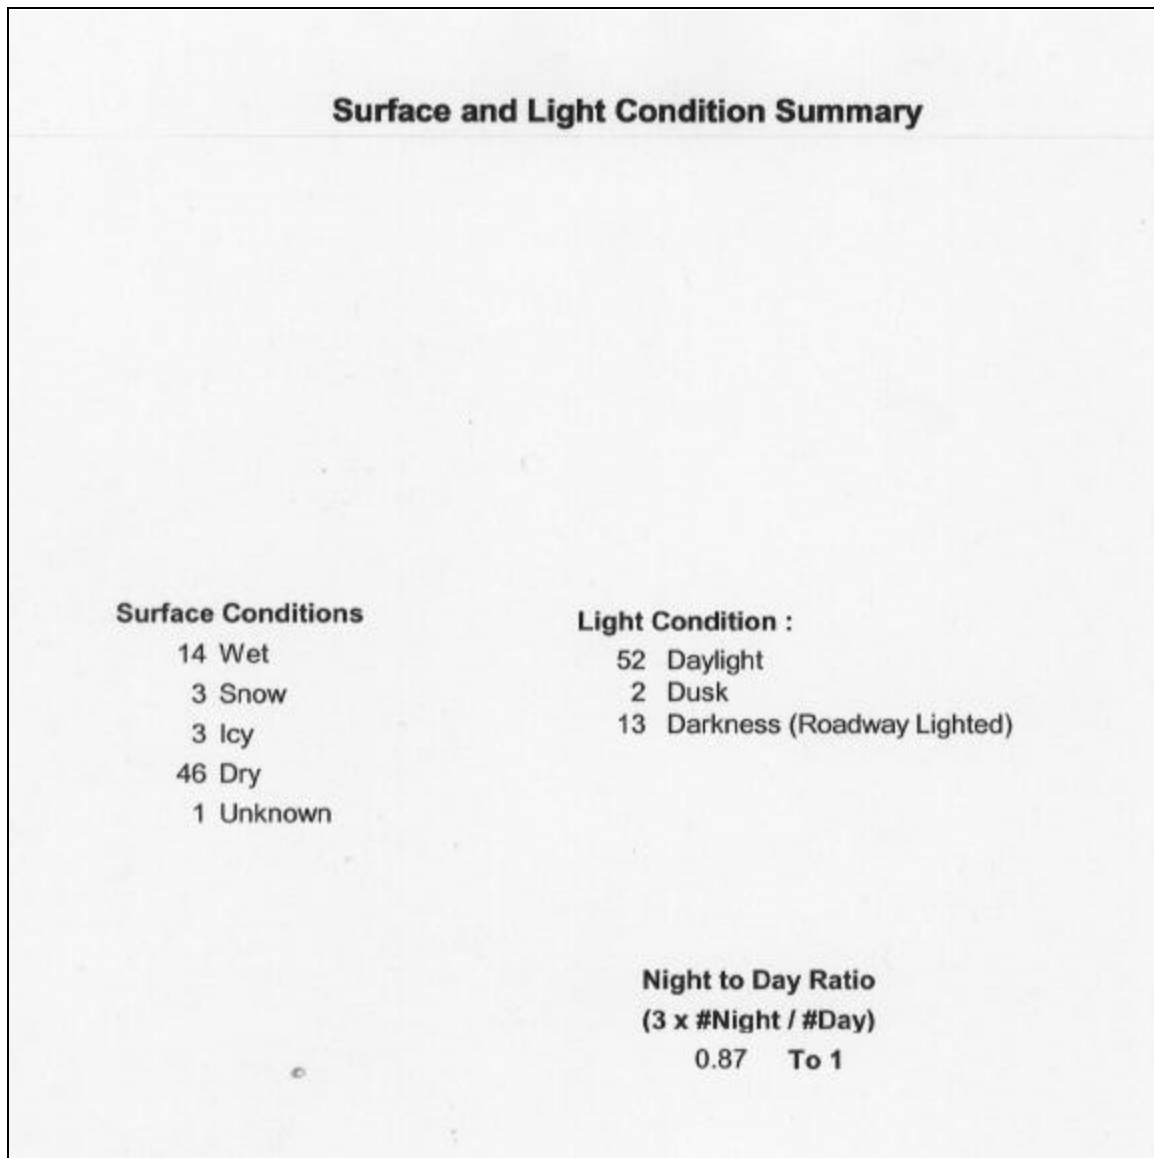 Surface and Light Condition Summary
Surface Conditions
14 Wet
3 Snow
3 Icy
46 Dry
1 Unknown
Light Condition :
52 Daylight
2 Dusk
13 Darkness (Roadway Lighted)
Night to Day Ratio
(3 x #Night / #Day)
0.87 To 1